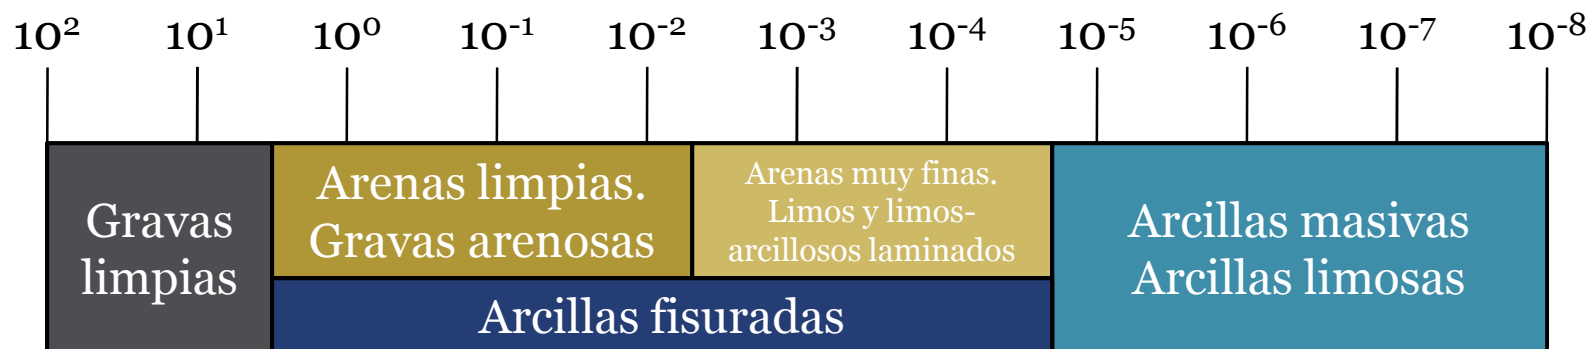 10² 10¹ 10⁰ 10⁻¹ 10⁻² 10⁻³ 10⁻⁴ 10⁻⁵ 10⁻⁶ 10⁻⁷ 10⁻⁸
Gravas
limpias
Arenas limpias.
Gravas arenosas
Arenas muy finas.
Limos y limos-
arcillosos laminados
Arcillas fisuradas
Arcillas masivas
Arcillas limosas